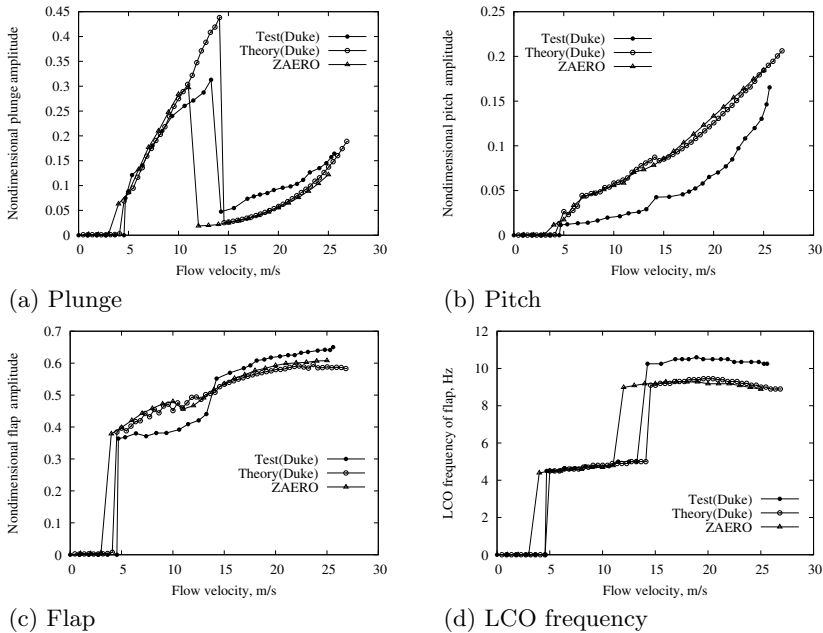 Nondimensional plunge amplitude
0.45
0.4
0.35
0.3
0.25
0.2
0.15
0.1
0.05
0
0 5 10 15 20 25 30
Flow velocity, m/s
Test(Duke)
Theory(Duke)
ZAERO
(a) Plunge
Nondimensional pitch amplitude
0.25
0.2
0.15
0.1
0.05
0
0 5 10 15 20 25 30
Flow velocity, m/s
Test(Duke)
Theory(Duke)
ZAERO
(b) Pitch
Nondimensional flap amplitude
0.7
0.6
0.5
0.4
0.3
0.2
0.1
0
0 5 10 15 20 25 30
Flow velocity, m/s
Test(Duke)
Theory(Duke)
ZAERO
(c) Flap
LCO frequency of flap, Hz
12
10
8
6
4
2
0
0 5 10 15 20 25 30
Flow velocity, m/s
Test(Duke)
Theory(Duke)
ZAERO
(d) LCO frequency